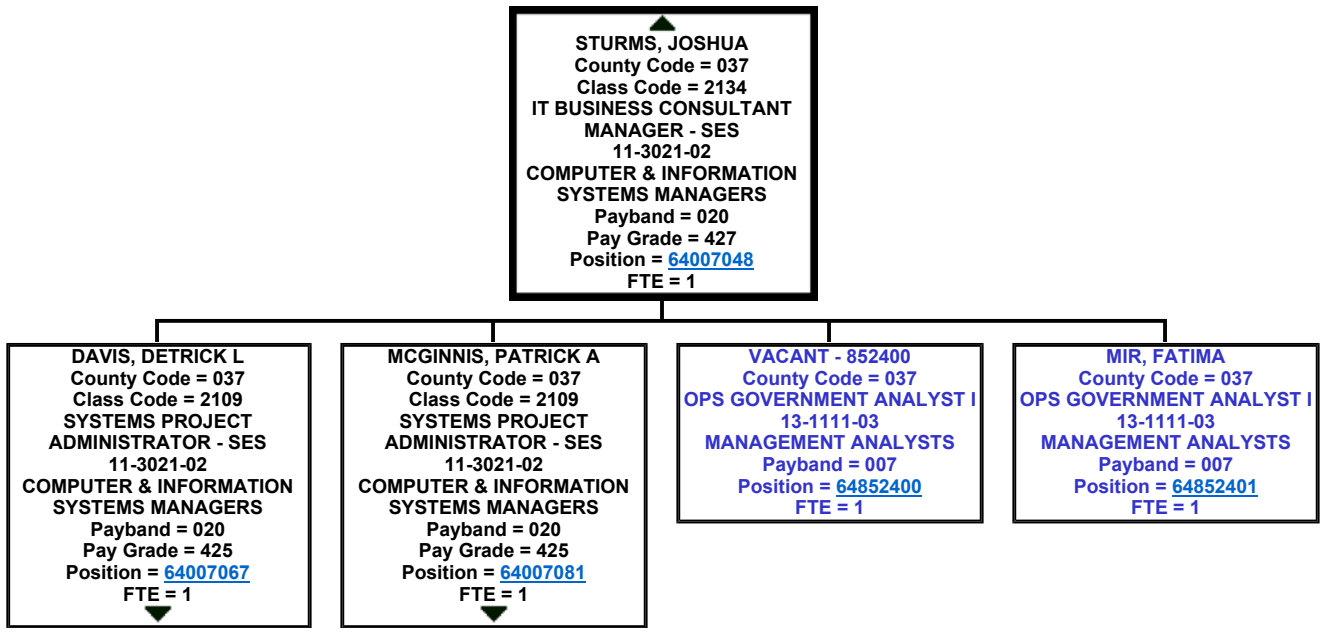 STURMS, JOSHUA
County Code = 037
Class Code = 2134
IT BUSINESS CONSULTANT
MANAGER - SES
11-3021-02
COMPUTER & INFORMATION
SYSTEMS MANAGERS
Payband = 020
Pay Grade = 427
Position = 64007048
FTE = 1
DAVIS, DETRICK L
County Code = 037
Class Code = 2109
SYSTEMS PROJECT
ADMINISTRATOR - SES
11-3021-02
COMPUTER & INFORMATION
SYSTEMS MANAGERS
Payband = 020
Pay Grade = 425
Position = 64007067
FTE = 1
MCGINNIS, PATRICK A
County Code = 037
Class Code = 2109
SYSTEMS PROJECT
ADMINISTRATOR - SES
11-3021-02
COMPUTER & INFORMATION
SYSTEMS MANAGERS
Payband = 020
Pay Grade = 425
Position = 64007081
FTE = 1
VACANT - 852400
County Code = 037
OPS GOVERNMENT ANALYST I
13-1111-03
MANAGEMENT ANALYSTS
Payband = 007
Position = 64852400
FTE = 1
MIR, FATIMA
County Code = 037
OPS GOVERNMENT ANALYST I
13-1111-03
MANAGEMENT ANALYSTS
Payband = 007
Position = 64852401
FTE = 1